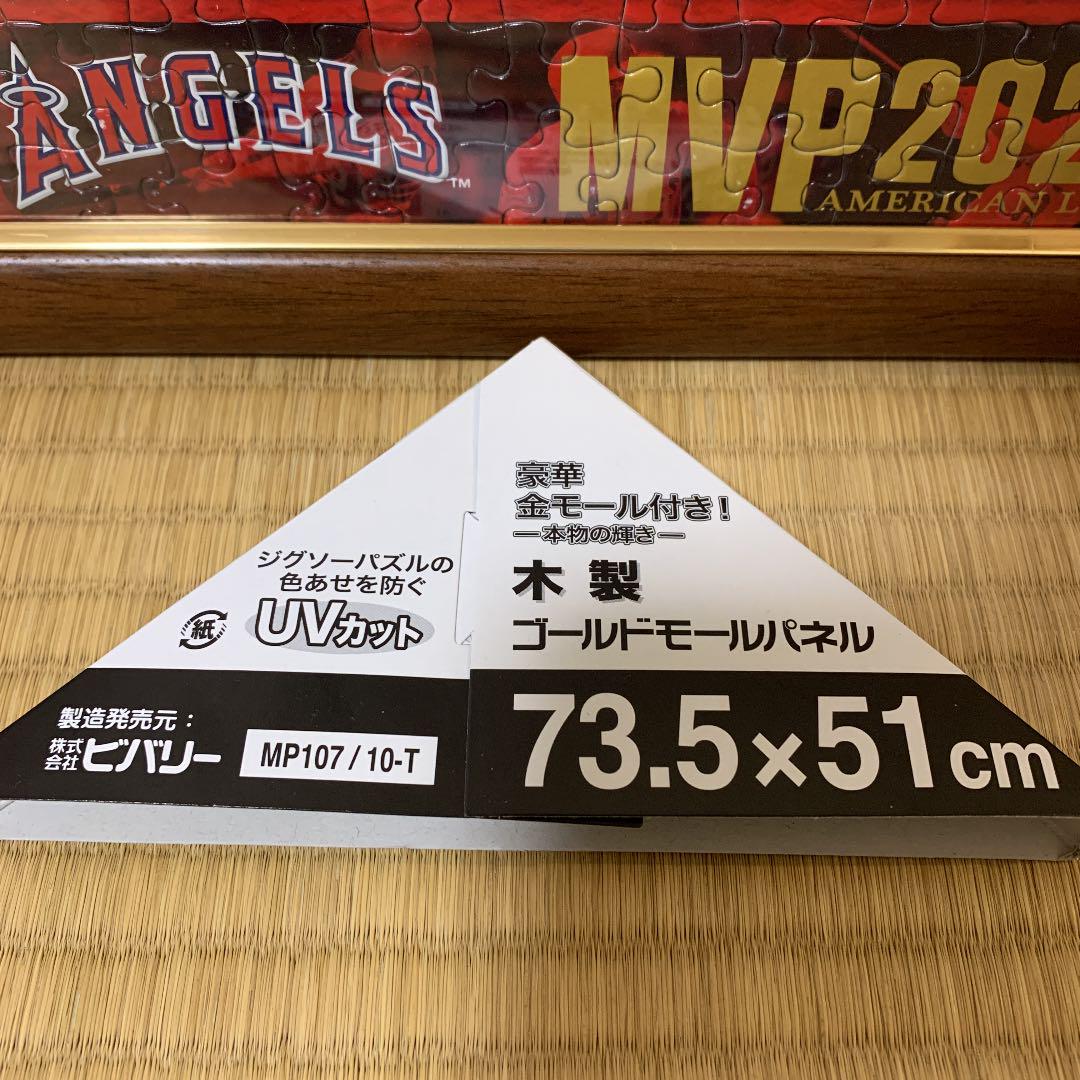 ANGELS™
MVP202
AMERICAN L
豪華
金モール付き!
―本物の輝き―
木製
ゴールドモールパネル
73.5×51cm
ジグソーパズルの
色あせを防ぐ
UVカット
紙
製造発売元:
株式会社ビバリー
MP107/10-T